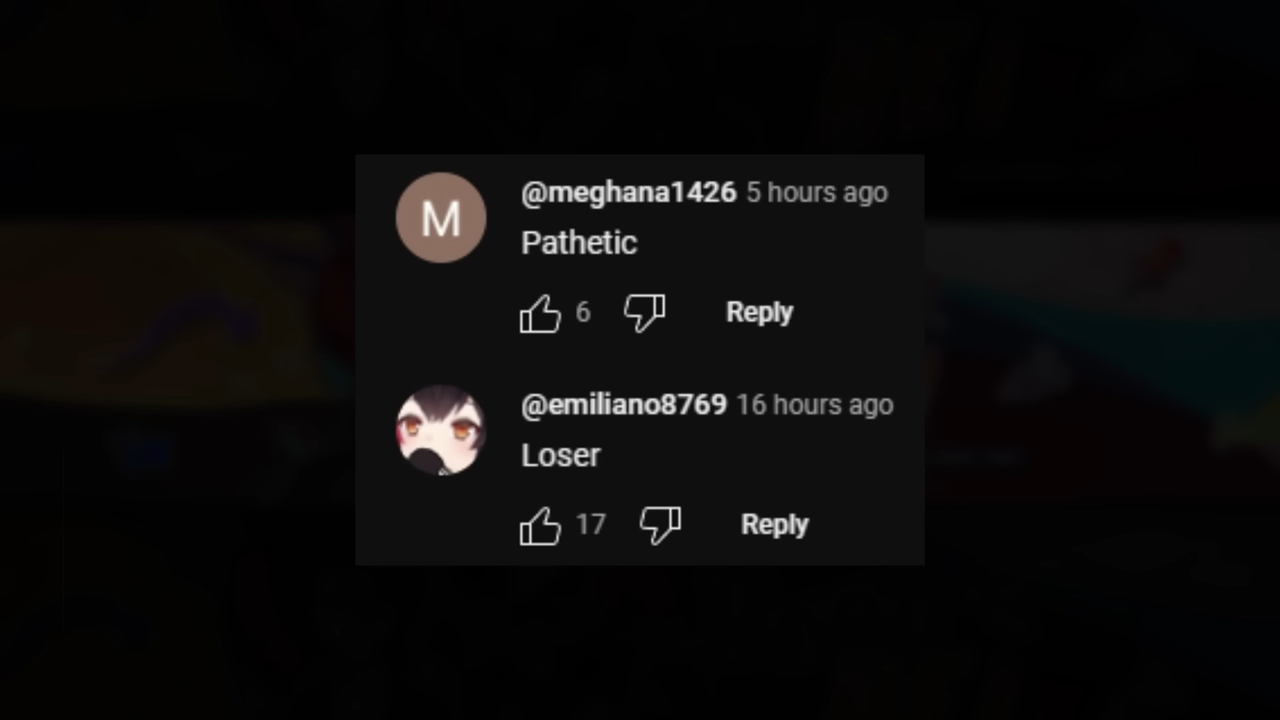 M
@meghana1426 5 hours ago
Pathetic
6 Reply
@emiliano8769 16 hours ago
Loser
17 Reply